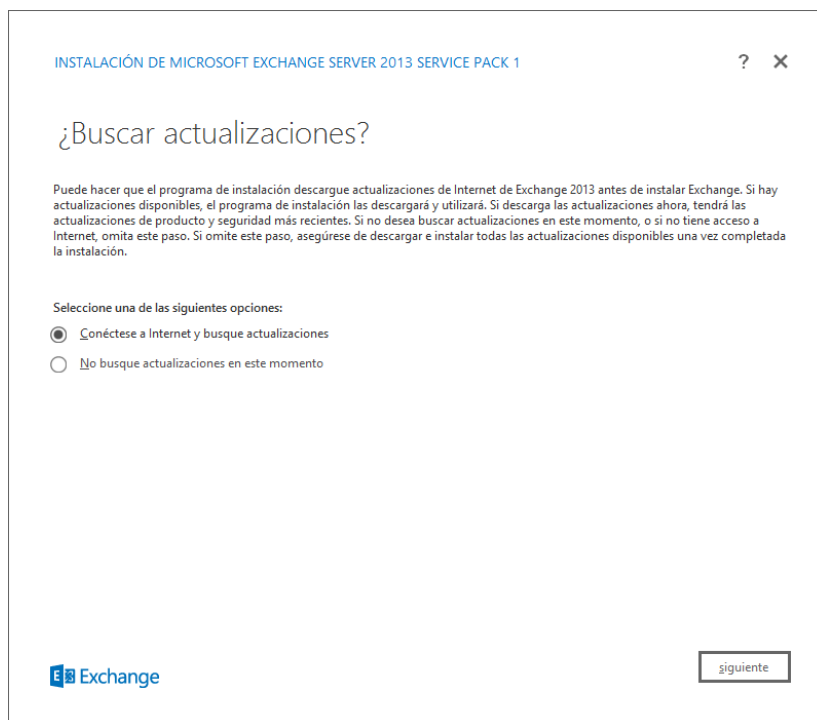 INSTALACIÓN DE MICROSOFT EXCHANGE SERVER 2013 SERVICE PACK 1
? ✕
¿Buscar actualizaciones?
Puede hacer que el programa de instalación descargue actualizaciones de Internet de Exchange 2013 antes de instalar Exchange. Si hay
actualizaciones disponibles, el programa de instalación las descargará y utilizará. Si descarga las actualizaciones ahora, tendrá las
actualizaciones de producto y seguridad más recientes. Si no desea buscar actualizaciones en este momento, o si no tiene acceso a
Internet, omita este paso. Si omite este paso, asegúrese de descargar e instalar todas las actualizaciones disponibles una vez completada
la instalación.
Seleccione una de las siguientes opciones:
Conéctese a Internet y busque actualizaciones
No busque actualizaciones en este momento
E Exchange
siguiente